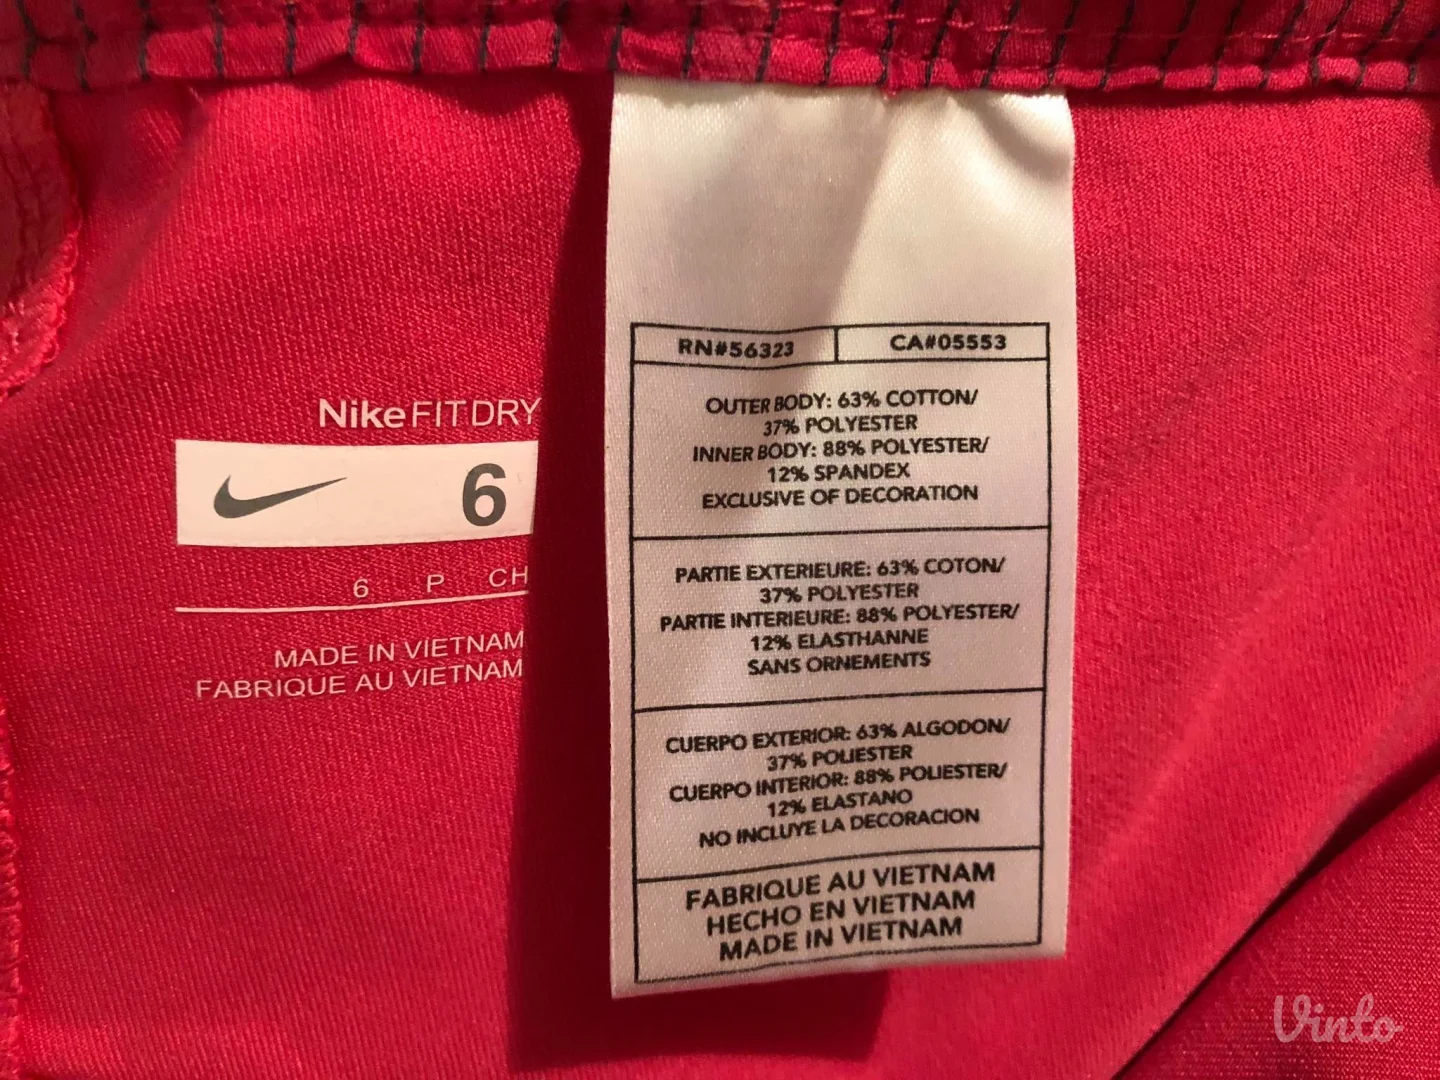 NikeFITDRY
6
6 P CH
MADE IN VIETNAM
FABRIQUE AU VIETNAM
RN#56323
CA#05553
OUTER BODY: 63% COTTON/
37% POLYESTER
INNER BODY: 88% POLYESTER/
12% SPANDEX
EXCLUSIVE OF DECORATION
PARTIE EXTERIEURE: 63% COTON/
37% POLYESTER
PARTIE INTERIEURE: 88% POLYESTER/
12% ELASTHANNE
SANS ORNEMENTS
CUERPO EXTERIOR: 63% ALGODON/
37% POLIESTER
CUERPO INTERIOR: 88% POLIESTER/
12% ELASTANO
NO INCLUYE LA DECORACION
FABRIQUE AU VIETNAM
HECHO EN VIETNAM
MADE IN VIETNAM
Vinto